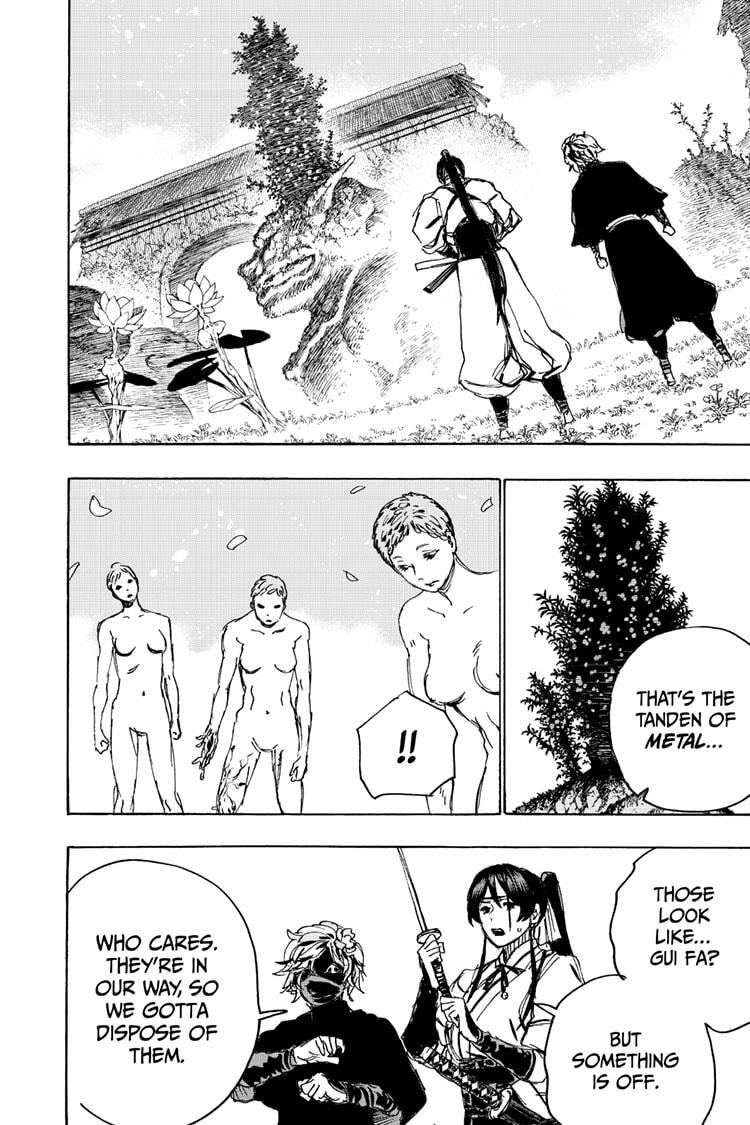 THAT'S THE
TANDEN OF
METAL...
!!
THOSE
LOOK
LIKE...
GUI FA?
BUT
SOMETHING
IS OFF.
WHO CARES.
THEY'RE IN
OUR WAY, SO
WE GOTTA
DISPOSE OF
THEM.